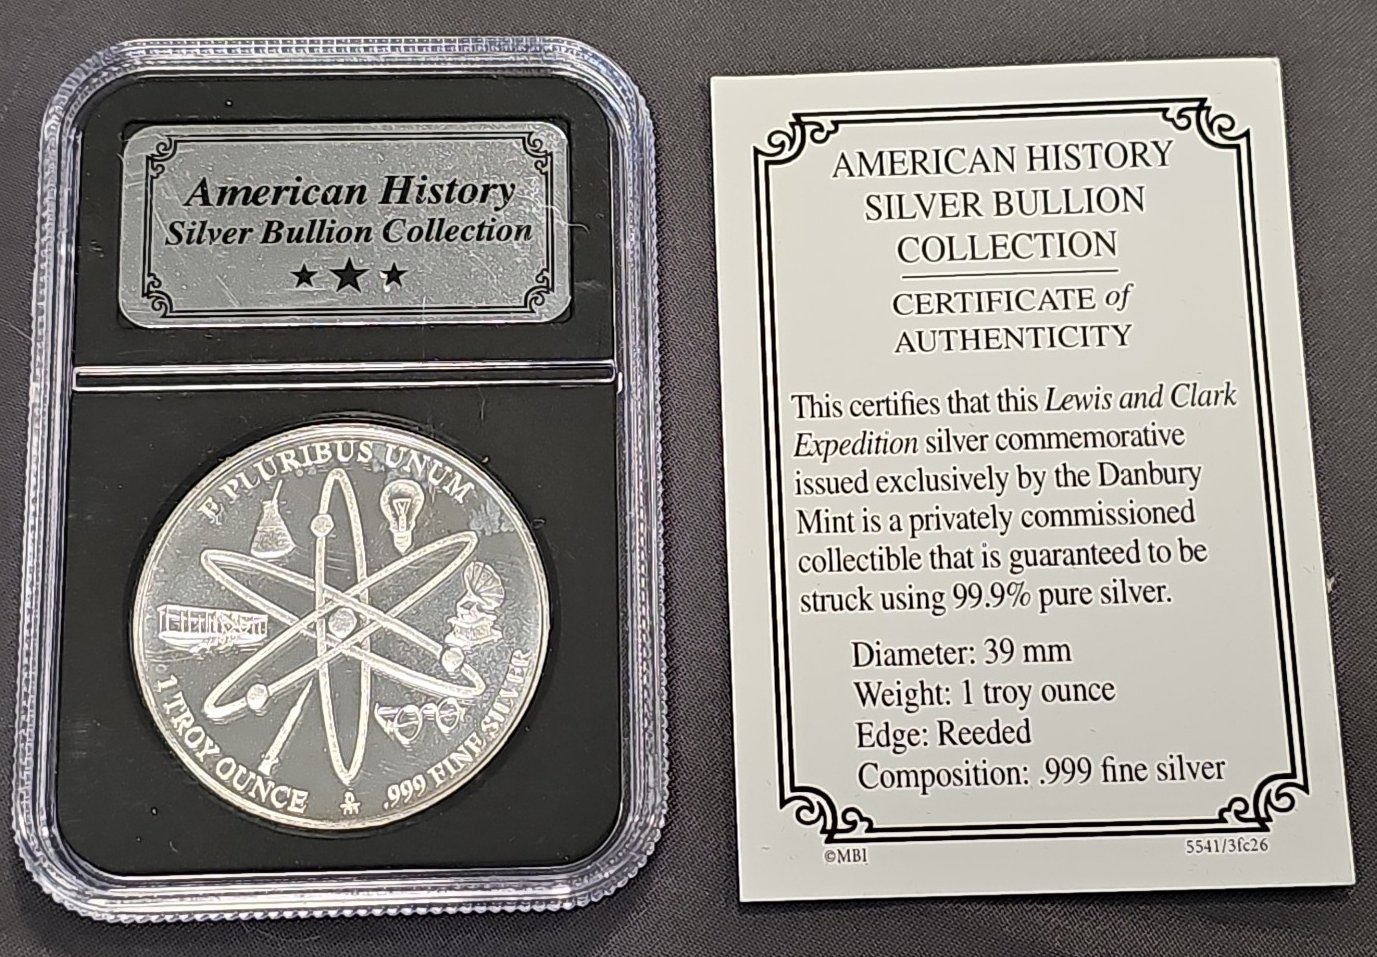 American History
Silver Bullion Collection
E PLURIBUS UNUM
1 TROY OUNCE
.999 FINE SILVER
AMERICAN HISTORY
SILVER BULLION
COLLECTION
CERTIFICATE of
AUTHENTICITY
This certifies that this Lewis and Clark
Expedition silver commemorative
issued exclusively by the Danbury
Mint is a privately commissioned
collectible that is guaranteed to be
struck using 99.9% pure silver.
Diameter: 39 mm
Weight: 1 troy ounce
Edge: Reeded
Composition: .999 fine silver
©MBI
5541/3fc26